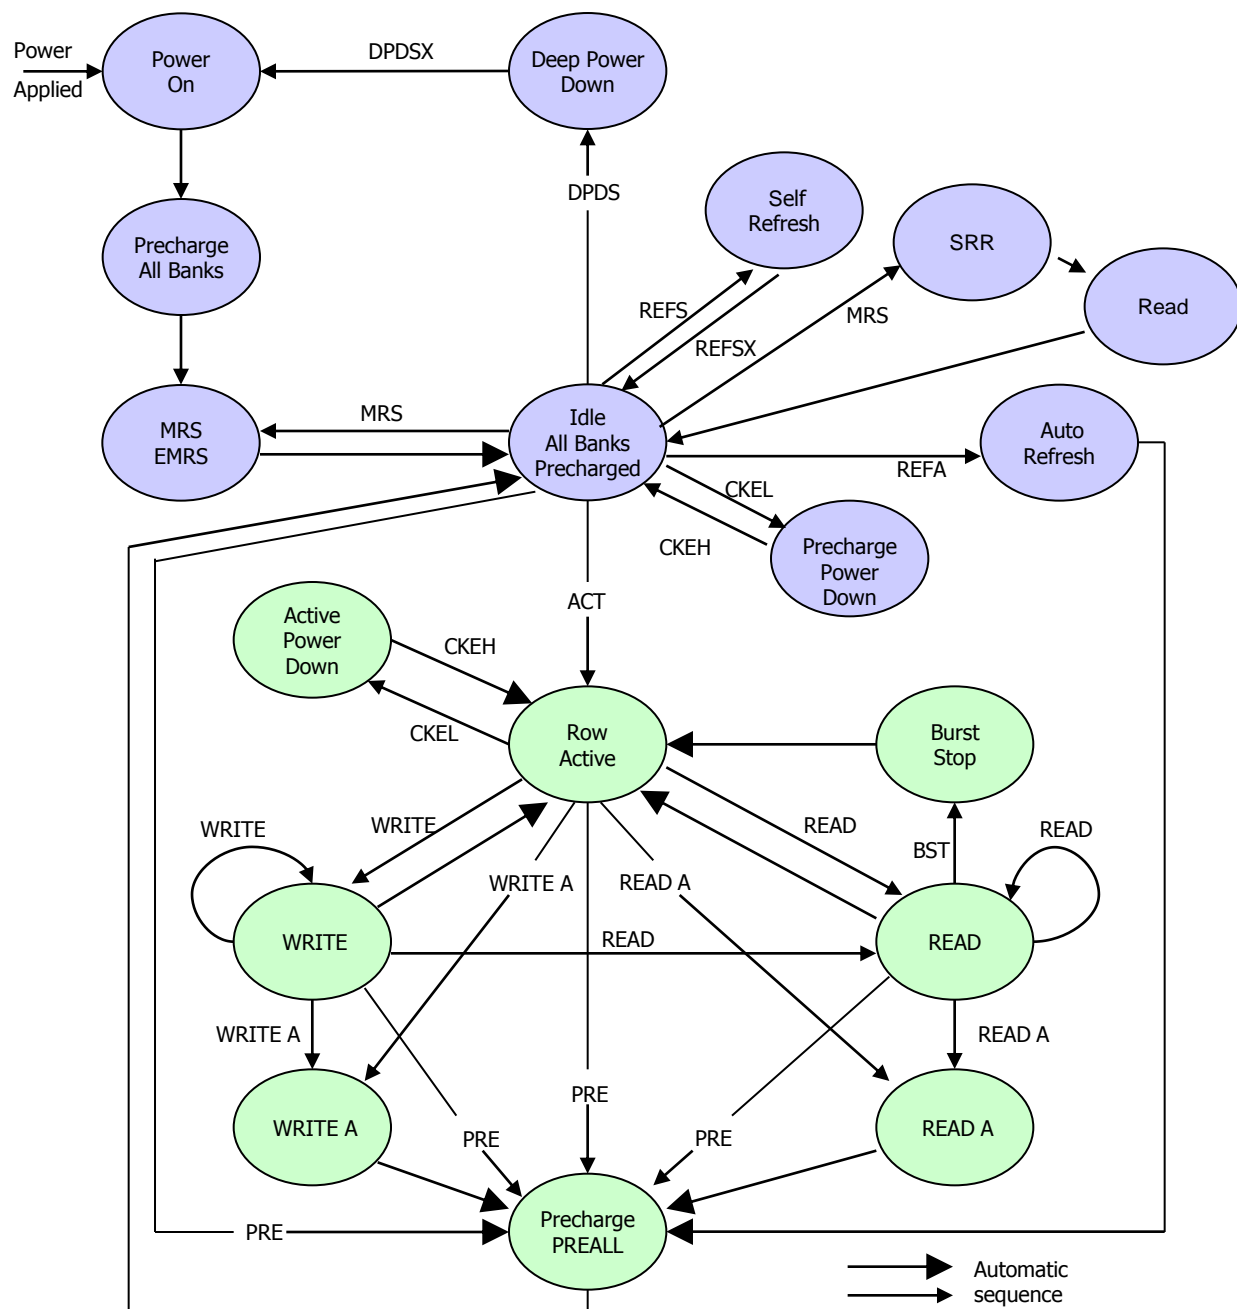 Power
Applied
Power
On
DPDSX
Deep Power
Down
DPDS
Self
Refresh
SRR
Read
Precharge
All Banks
REFS
REFSX
MRS
MRS
EMRS
MRS
Idle
All Banks
Precharged
Auto
Refresh
REFA
CKEL
CKEH
Precharge
Power
Down
ACT
Active
Power
Down
CKEH
CKEL
Row
Active
Burst
Stop
WRITE
WRITE
READ
BST
READ
WRITE A
READ A
WRITE
READ
READ
WRITE A
READ A
WRITE A
PRE
PRE
PRE
READ A
PRE
Precharge
PREALL
Automatic
sequence